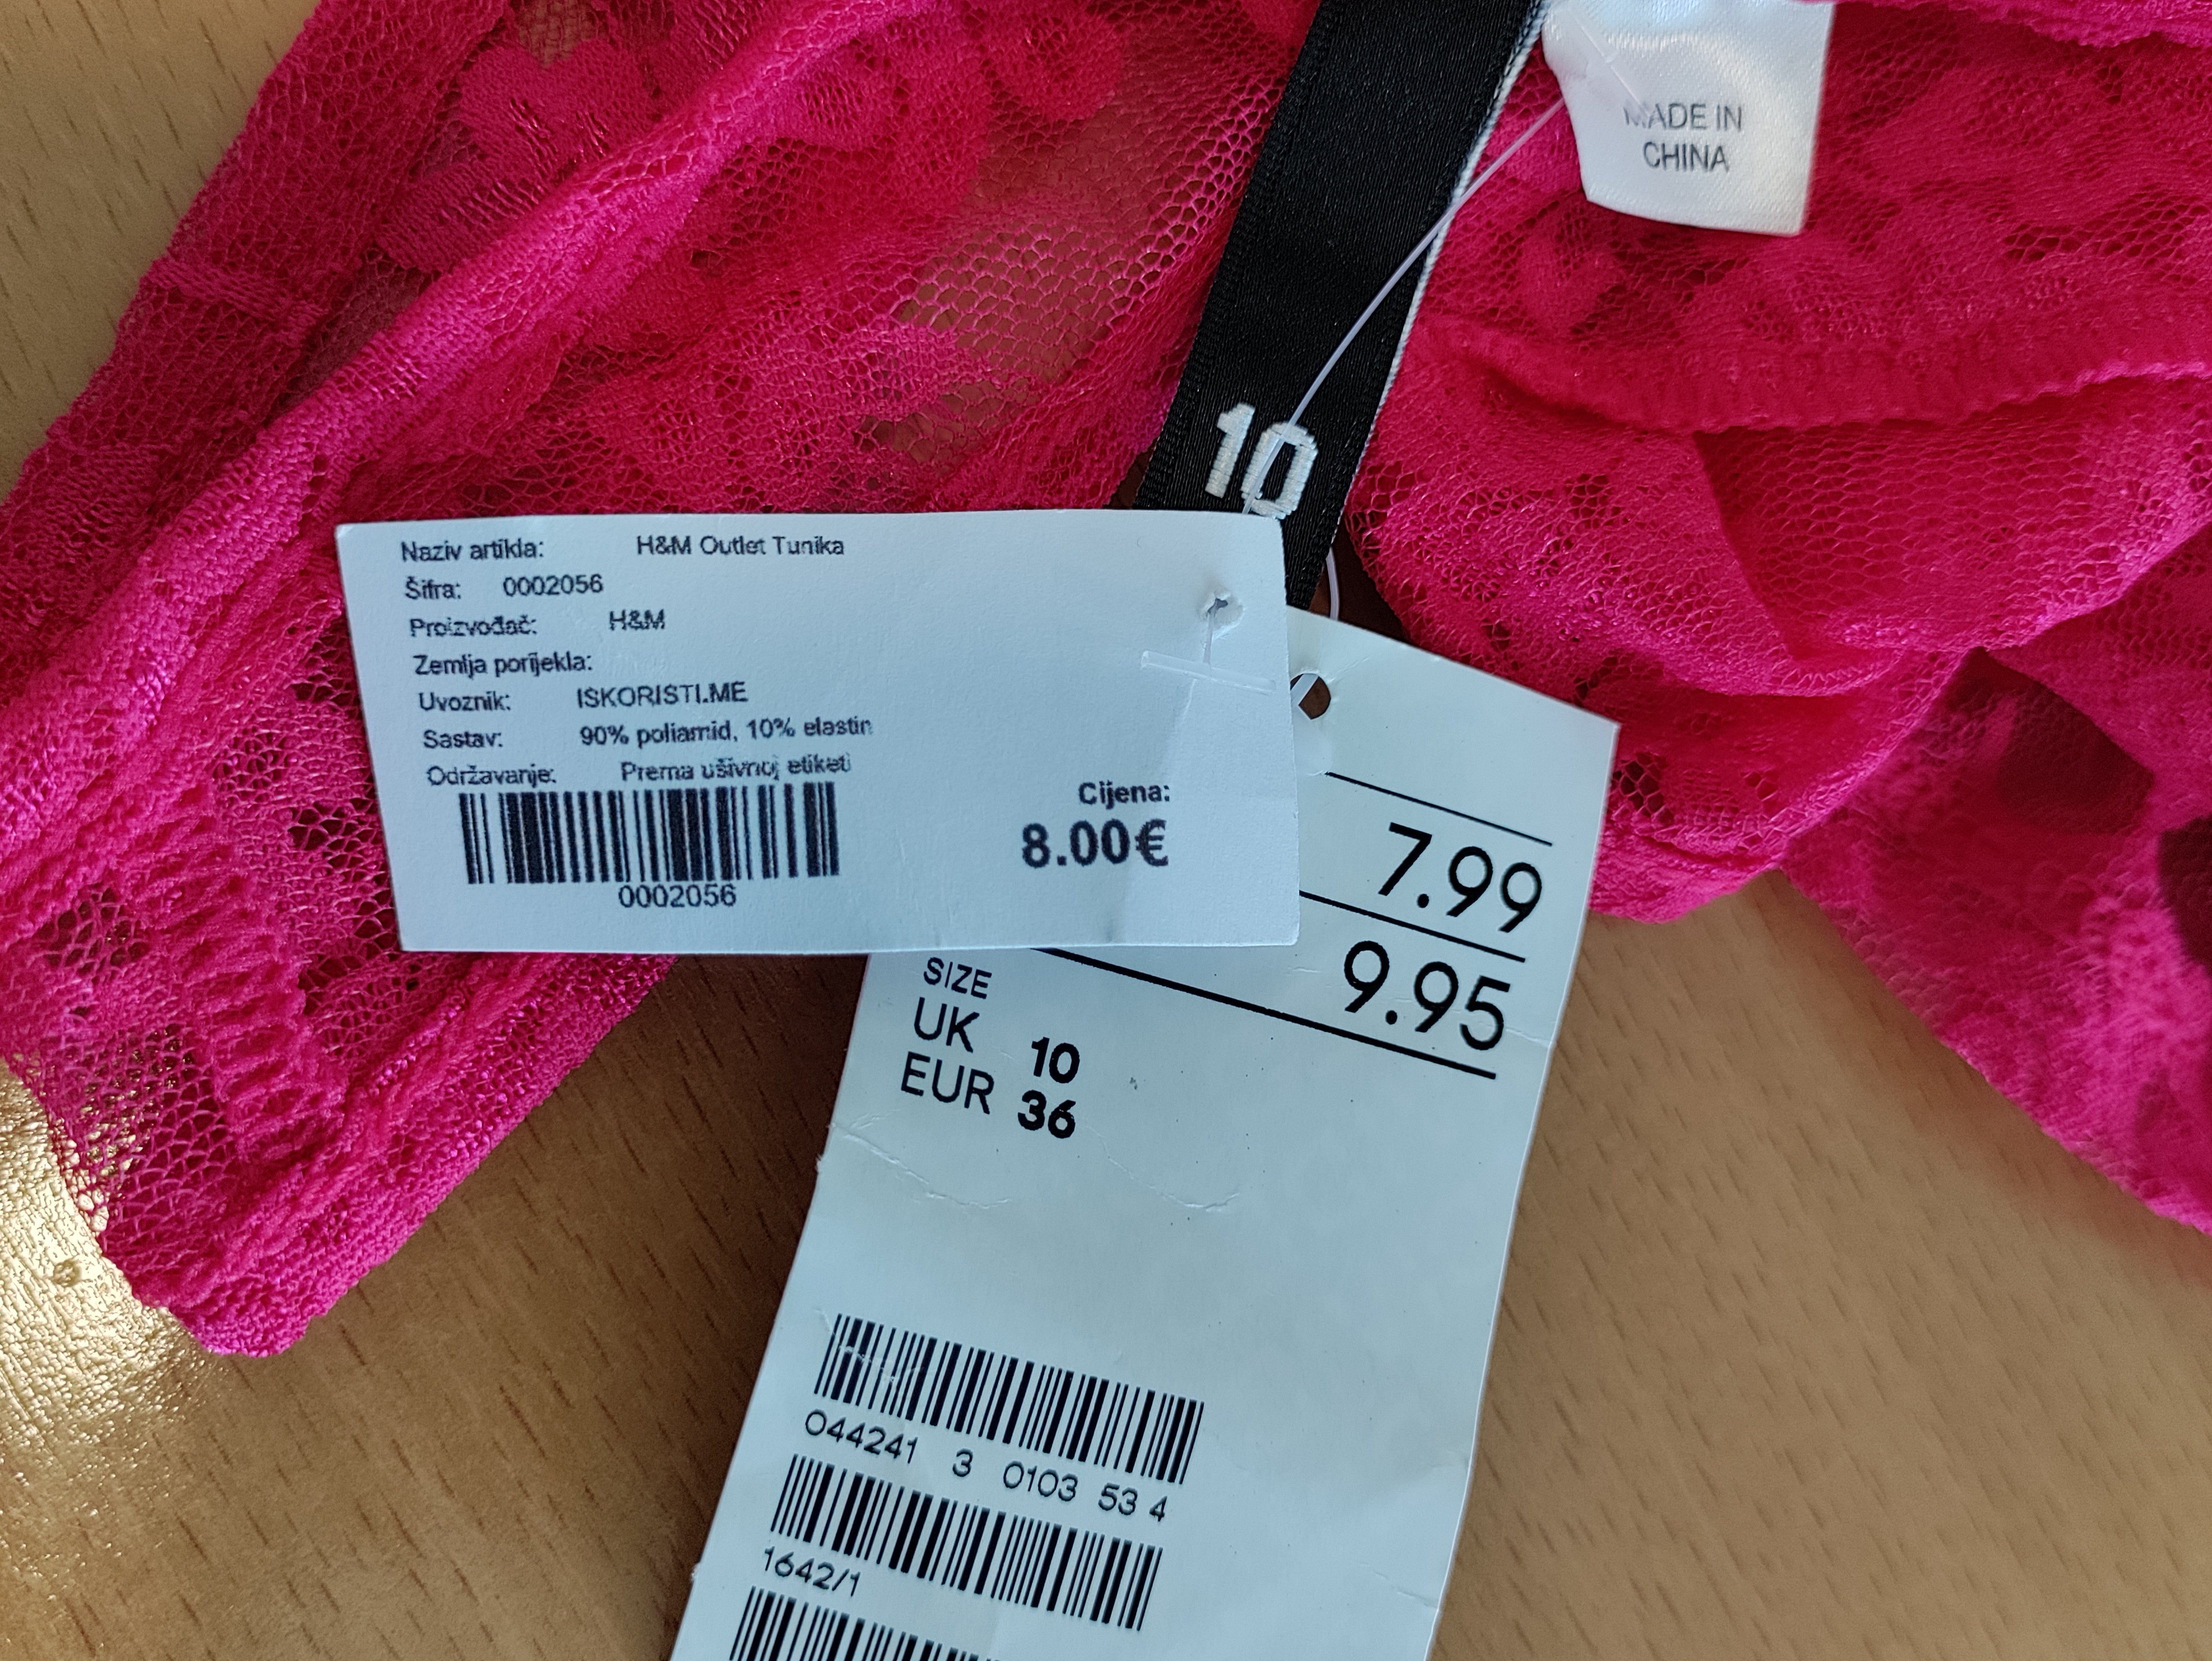 MADE IN
CHINA
10
Naziv artikla: H&M Outlet Tunika
Šifra: 0002056
Proizvođač: H&M
Zemlja porijekla:
Uvoznik: ISKORISTI.ME
Sastav: 90% poliamid, 10% elastin
Održavanje: Prema ušivnoj etiketi
Cijena:
8.00€
0002056
7.99
9.95
SIZE
UK 10
EUR 36
044241 3 0103 53 4
1642/1